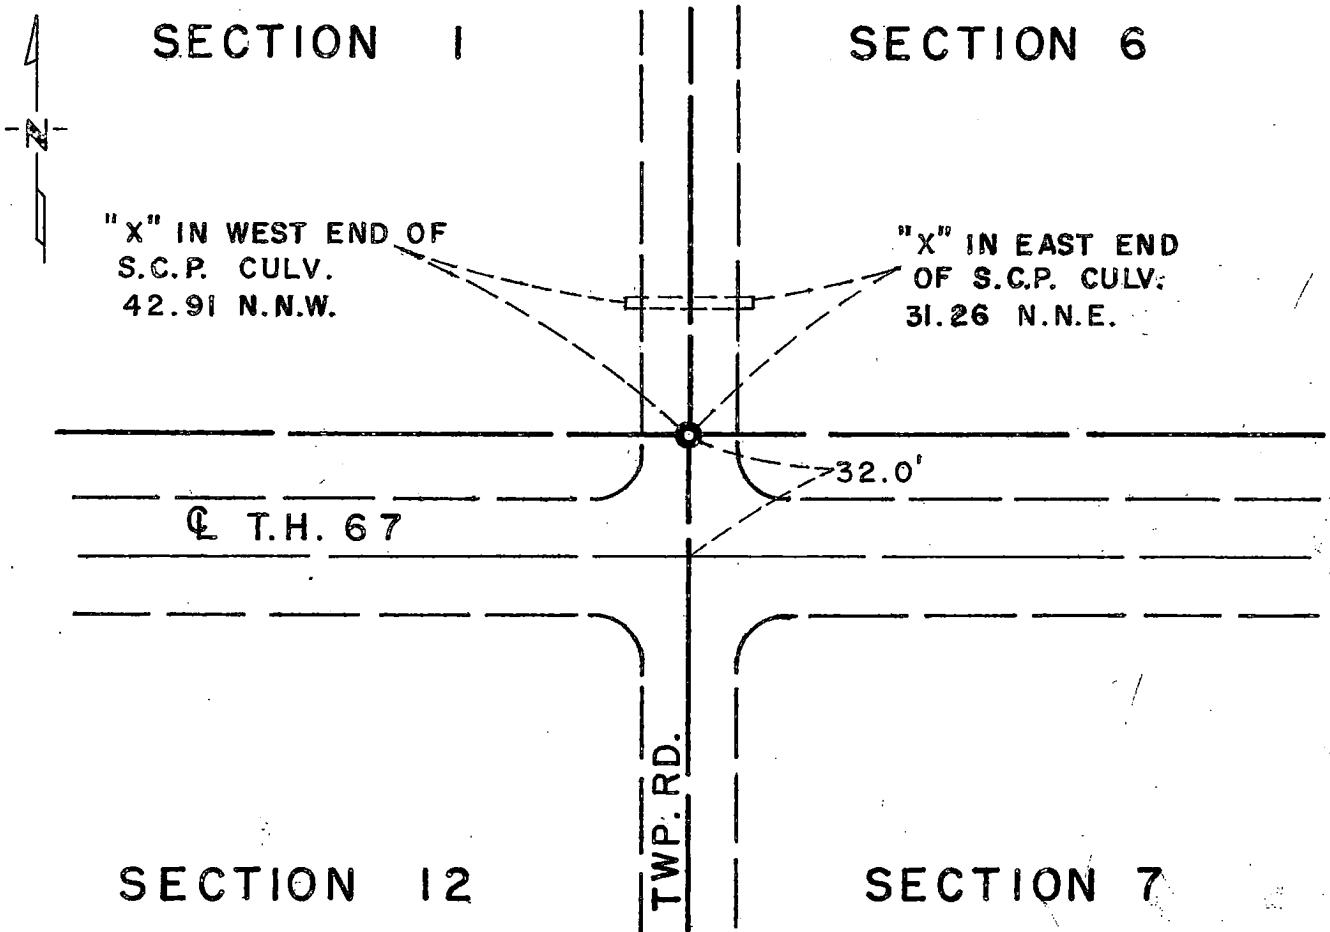 SECTION 1
SECTION 6
N
"X" IN WEST END OF
S.C.P. CULV.
42.91 N.N.W.
"X" IN EAST END
OF S.C.P. CULV.
31.26 N.N.E.
32.0'
℄ T.H. 67
TWP. RD.
SECTION 12
SECTION 7